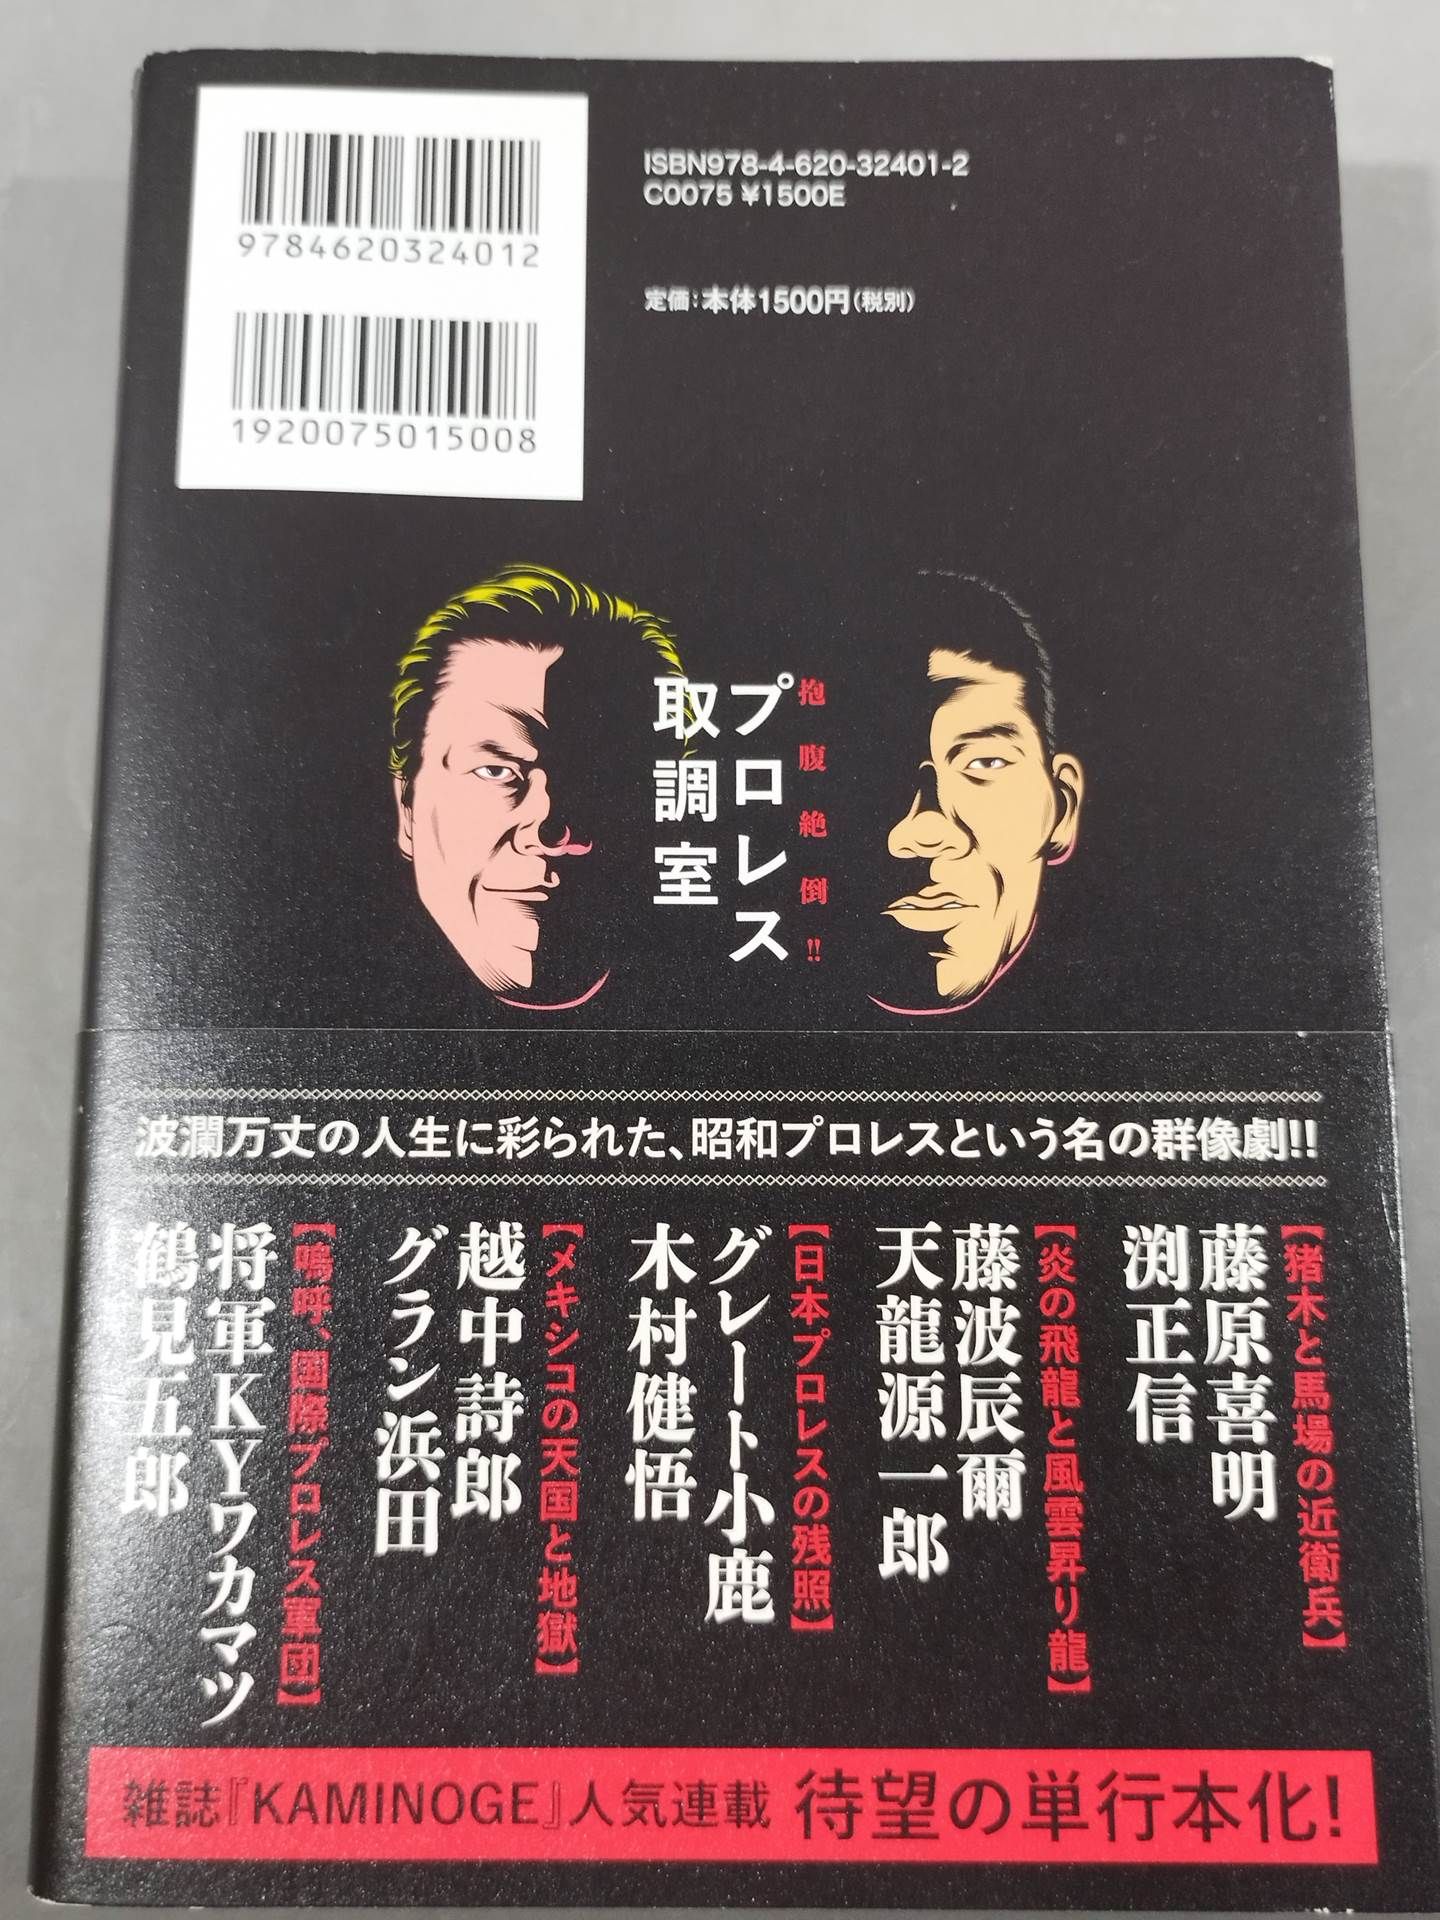 9784620324012
1920075015008
ISBN978-4-620-32401-2
C0075 ¥1500E
定価:本体1500円(税別)
抱腹絶倒!!
プロレス
取調室
波瀾万丈の人生に彩られた、昭和プロレスという名の群像劇!!
【猪木と馬場の近衛兵】
藤原喜明
渕正信
【炎の飛龍と風雲昇り龍】
藤波辰爾
天龍源一郎
【日本プロレスの残照】
グレート小鹿
木村健悟
【メキシコの天国と地獄】
越中詩郎
グラン浜田
【嗚呼、国際プロレス軍団】
将軍KYワカマツ
鶴見五郎
雑誌『KAMINOGE』人気連載 待望の単行本化!